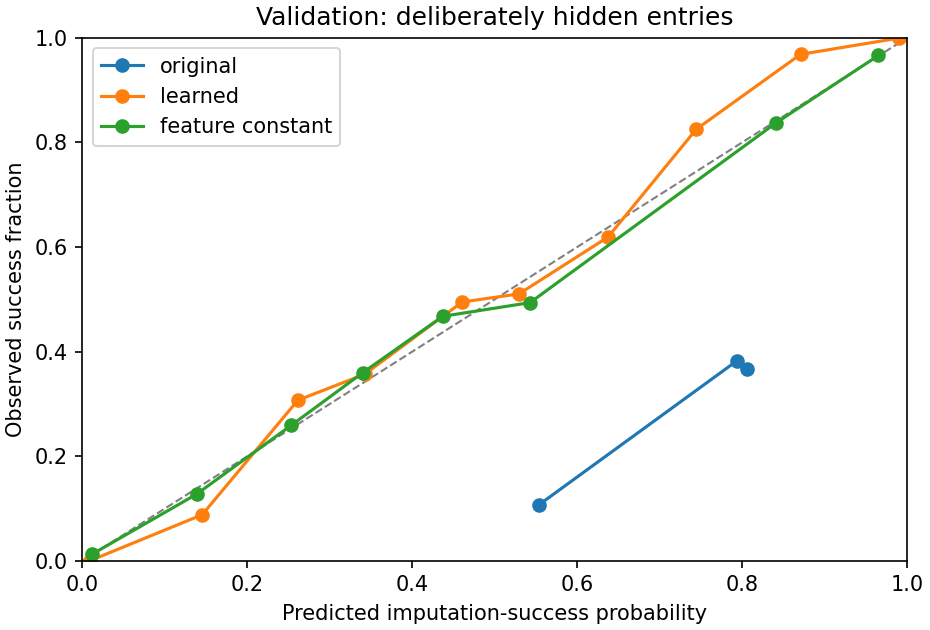 Validation: deliberately hidden entries
original
learned
feature constant
Observed success fraction
1.0
0.8
0.6
0.4
0.2
0.0
0.0 0.2 0.4 0.6 0.8 1.0
Predicted imputation-success probability